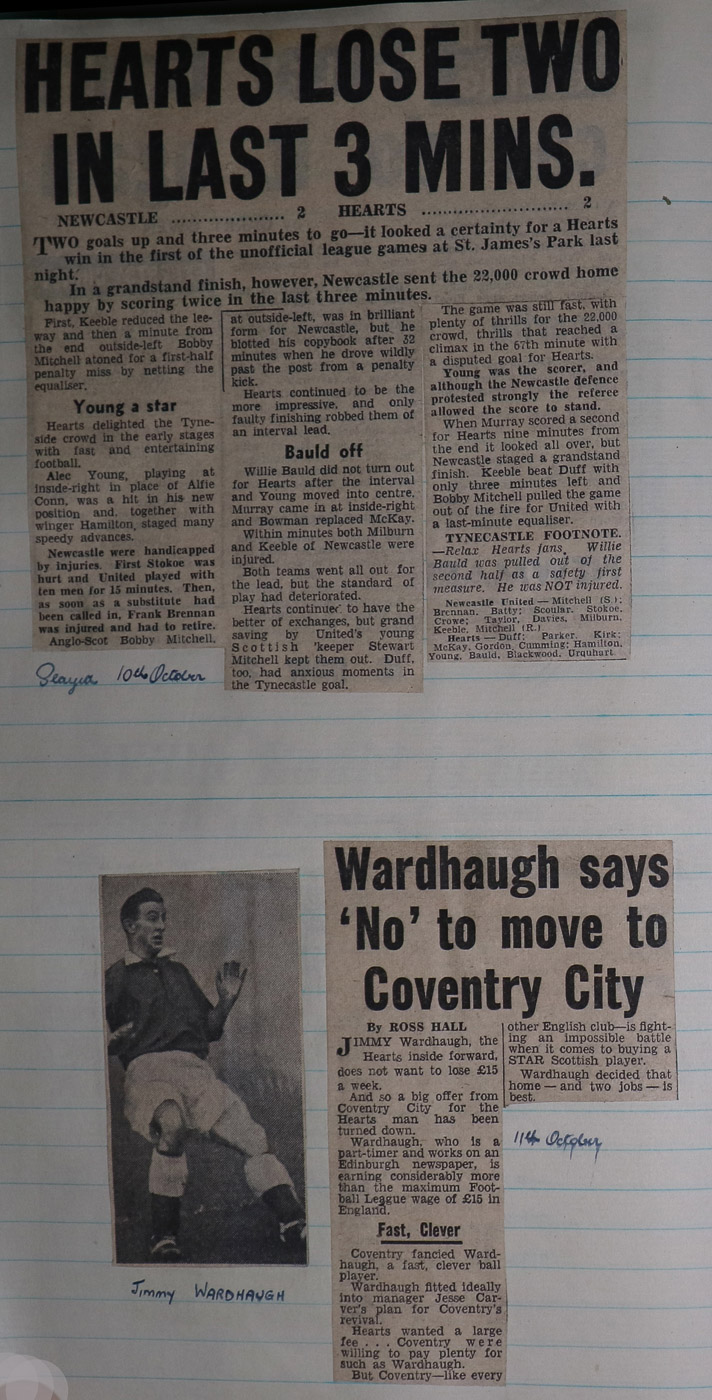 HEARTS LOSE TWO
IN LAST 3 MINS.
NEWCASTLE .................... 2 HEARTS ........................... 2
TWO goals up and three minutes to go—it looked a certainty for a Hearts
win in the first of the unofficial league games at St. James's Park last
night.
In a grandstand finish, however, Newcastle sent the 22,000 crowd home
happy by scoring twice in the last three minutes.
First, Keeble reduced the lee-
way and then a minute from
the end outside-left Bobby
Mitchell atoned for a first-half
penalty miss by netting the
equaliser.
Young a star
Hearts delighted the Tyne-
side crowd in the early stages
with fast and entertaining
football.
Alec Young, playing at
inside-right in place of Alfie
Conn, was a hit in his new
position and, together with
winger Hamilton, staged many
speedy advances.
Newcastle were handicapped
by injuries. First Stokoe was
hurt and United played with
ten men for 15 minutes. Then,
as soon as a substitute had
been called in, Frank Brennan
was injured and had to retire.
Anglo-Scot Bobby Mitchell,
at outside-left, was in brilliant
form for Newcastle, but he
blotted his copybook after 32
minutes when he drove wildly
past the post from a penalty
kick.
Hearts continued to be the
more impressive, and only
faulty finishing robbed them of
an interval lead.
Bauld off
Willie Bauld did not turn out
for Hearts after the interval
and Young moved into centre.
Murray came in at inside-right
and Bowman replaced McKay.
Within minutes both Milburn
and Keeble of Newcastle were
injured.
Both teams went all out for
the lead, but the standard of
play had deteriorated.
Hearts continued to have the
better of exchanges, but grand
saving by United's young
Scottish 'keeper Stewart
Mitchell kept them out. Duff,
too, had anxious moments in
the Tynecastle goal.
The game was still fast, with
plenty of thrills for the 22,000
crowd, thrills that reached a
climax in the 67th minute with
a disputed goal for Hearts.
Young was the scorer, and
although the Newcastle defence
protested strongly the referee
allowed the score to stand.
When Murray scored a second
for Hearts nine minutes from
the end it looked all over, but
Newcastle staged a grandstand
finish. Keeble beat Duff with
only three minutes left and
Bobby Mitchell pulled the game
out of the fire for United with
a last-minute equaliser.
TYNECASTLE FOOTNOTE.
—Relax Hearts fans. Willie
Bauld was pulled out of the
second half as a safety first
measure. He was NOT injured.
Newcastle United — Mitchell (S.);
Brennan, Batty; Scoular, Stokoe,
Crowe; Taylor, Davies, Milburn,
Keeble, Mitchell (R.)
Hearts — Duff; Parker, Kirk;
McKay, Gordon, Cumming; Hamilton,
Young, Bauld, Blackwood, Urquhart.
10th October
Wardhaugh says
'No' to move to
Coventry City
By ROSS HALL
JIMMY Wardhaugh, the
Hearts inside forward,
does not want to lose £15
a week.
And so a big offer from
Coventry City for the
Hearts man has been
turned down.
Wardhaugh, who is a
part-timer and works on an
Edinburgh newspaper, is
earning considerably more
than the maximum Foot-
ball League wage of £15 in
England.
Fast, Clever
Coventry fancied Ward-
haugh, a fast, clever ball
player.
Wardhaugh fitted ideally
into manager Jesse Car-
ver's plan for Coventry's
revival.
Hearts wanted a large
fee . . . Coventry were
willing to pay plenty for
such as Wardhaugh.
But Coventry—like every
other English club—is fight-
ing an impossible battle
when it comes to buying a
STAR Scottish player.
Wardhaugh decided that
home — and two jobs — is
best.
11th October
Jimmy WARDHAUGH